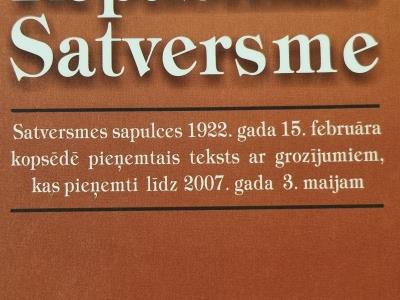 Satversme
Satversmes sapulces 1922. gada 15. februāra
kopsēdē pieņemtais teksts ar grozījumiem,
kas pieņemti līdz 2007. gada 3. maijam